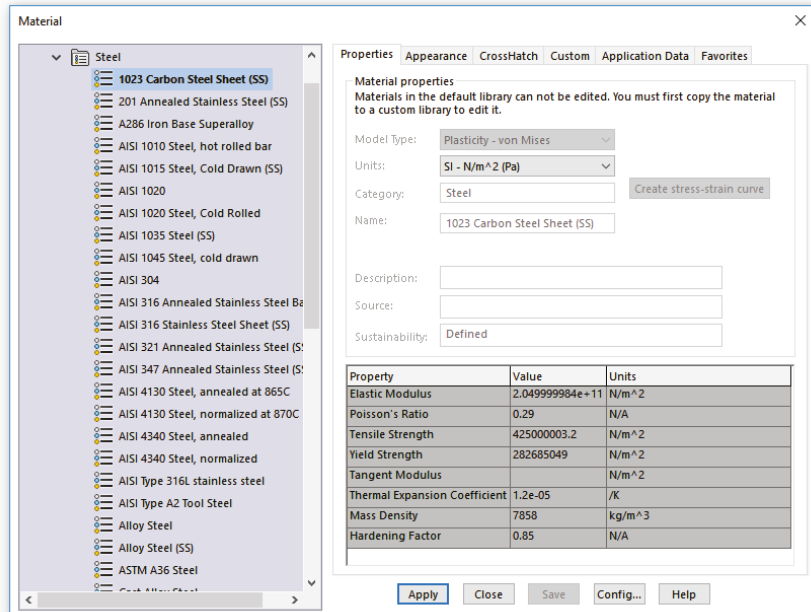 Material
Steel
1023 Carbon Steel Sheet (SS)
201 Annealed Stainless Steel (SS)
A286 Iron Base Superalloy
AISI 1010 Steel, hot rolled bar
AISI 1015 Steel, Cold Drawn (SS)
AISI 1020
AISI 1020 Steel, Cold Rolled
AISI 1035 Steel (SS)
AISI 1045 Steel, cold drawn
AISI 304
AISI 316 Annealed Stainless Steel Ba
AISI 316 Stainless Steel Sheet (SS)
AISI 321 Annealed Stainless Steel (S
AISI 347 Annealed Stainless Steel (S
AISI 4130 Steel, annealed at 865C
AISI 4130 Steel, normalized at 870C
AISI 4340 Steel, annealed
AISI 4340 Steel, normalized
AISI Type 316L stainless steel
AISI Type A2 Tool Steel
Alloy Steel
Alloy Steel (SS)
ASTM A36 Steel
Cast Alloy Steel
Properties Appearance CrossHatch Custom Application Data Favorites
Material properties
Materials in the default library can not be edited. You must first copy the material
to a custom library to edit it.
Model Type: Plasticity - von Mises
Units: SI - N/m^2 (Pa)
Category: Steel Create stress-strain curve
Name: 1023 Carbon Steel Sheet (SS)
Description:
Source:
Sustainability: Defined
Property Value Units
Elastic Modulus 2.049999984e+11 N/m^2
Poisson's Ratio 0.29 N/A
Tensile Strength 425000003.2 N/m^2
Yield Strength 282685049 N/m^2
Tangent Modulus N/m^2
Thermal Expansion Coefficient 1.2e-05 /K
Mass Density 7858 kg/m^3
Hardening Factor 0.85 N/A
Apply Close Save Config... Help